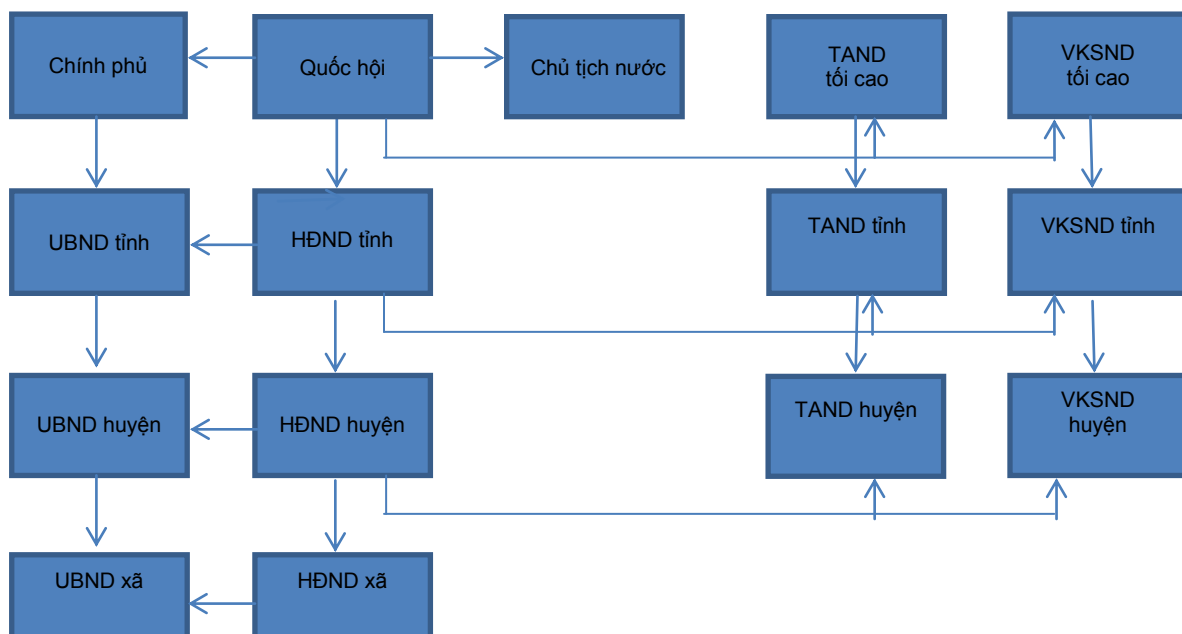 Chính phủ
Quốc hội
Chủ tịch nước
TAND
tối cao
VKSND
tối cao
UBND tỉnh
HĐND tỉnh
TAND tỉnh
VKSND tỉnh
UBND huyện
HĐND huyện
TAND huyện
VKSND
huyện
UBND xã
HĐND xã